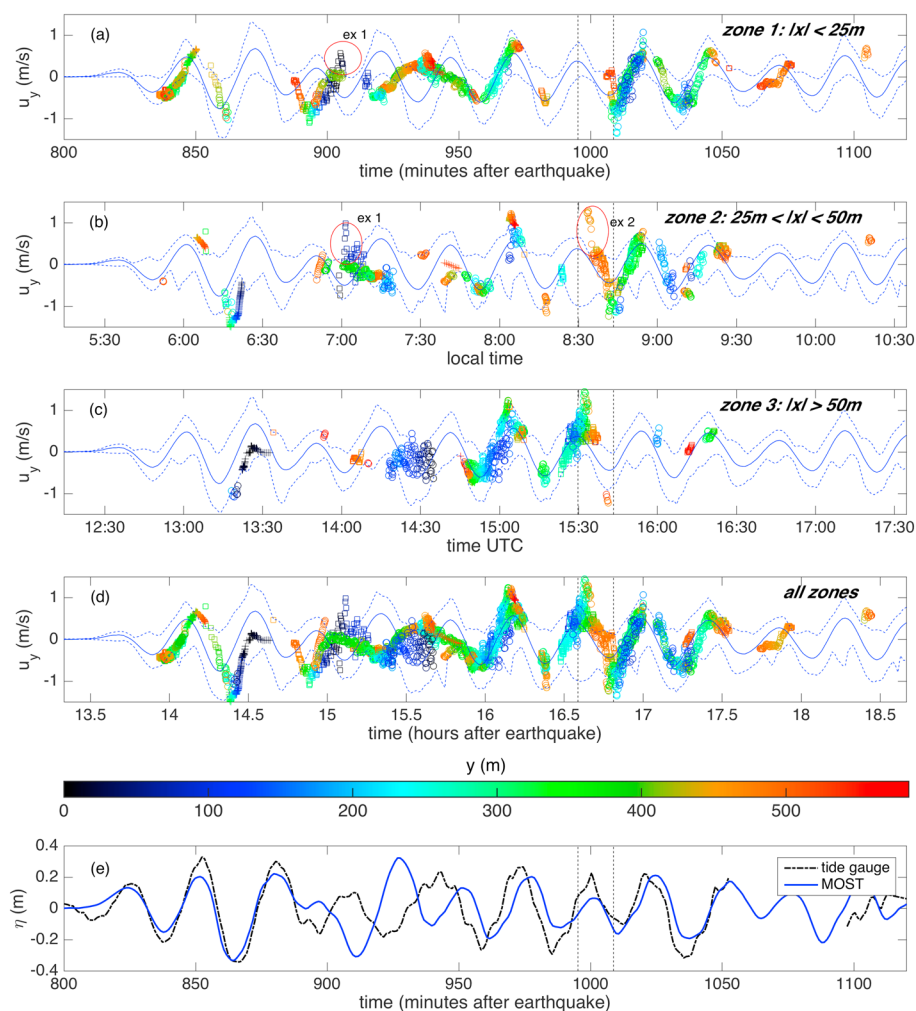 (a)
ex 1
zone 1: |x| < 25m
u_y (m/s)
1
0
-1
800 850 900 950 1000 1050 1100
time (minutes after earthquake)
(b)
ex 1
ex 2
zone 2: 25m < |x| < 50m
u_y (m/s)
1
0
-1
5:30 6:00 6:30 7:00 7:30 8:00 8:30 9:00 9:30 10:00 10:30
local time
(c)
zone 3: |x| > 50m
u_y (m/s)
1
0
-1
12:30 13:00 13:30 14:00 14:30 15:00 15:30 16:00 16:30 17:00 17:30
time UTC
(d)
all zones
u_y (m/s)
1
0
-1
13.5 14 14.5 15 15.5 16 16.5 17 17.5 18 18.5
time (hours after earthquake)
y (m)
0 100 200 300 400 500
(e)
tide gauge
MOST
η (m)
0.4
0.2
0
-0.2
-0.4
800 850 900 950 1000 1050 1100
time (minutes after earthquake)